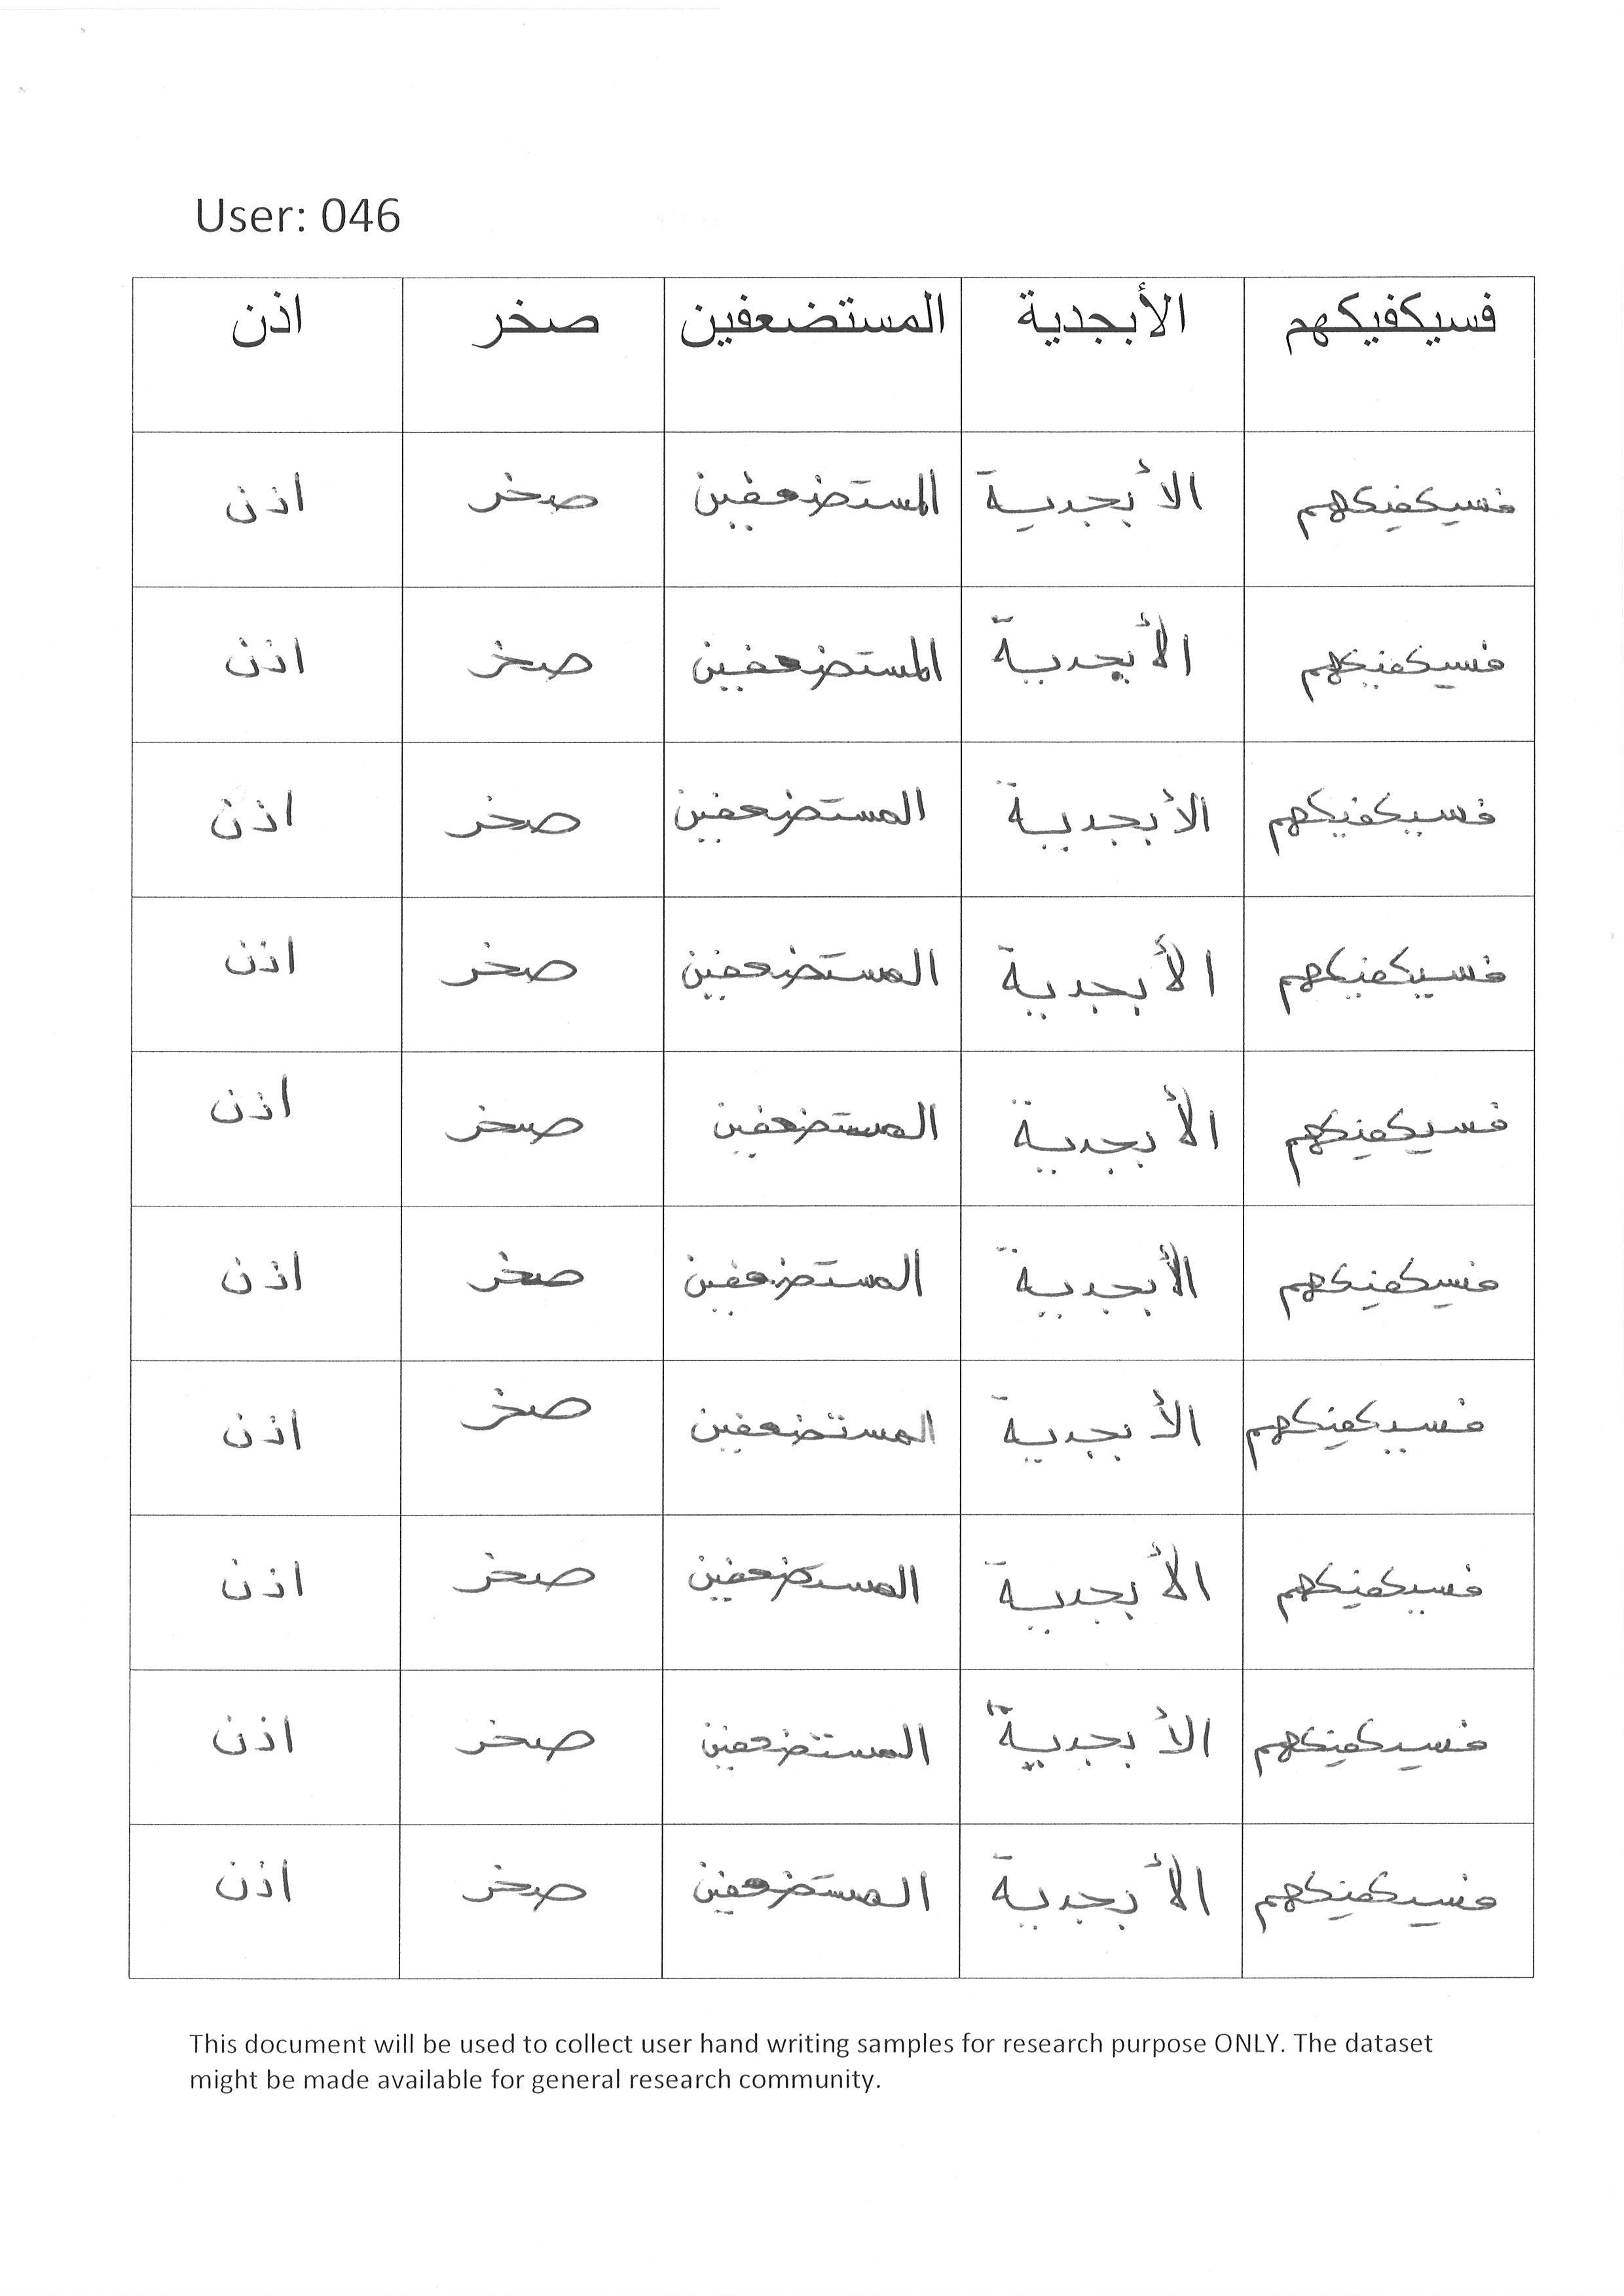 User: 046
فسيكفيكهم الأبجدية المستضعفين صخر اذن
فسيكفيكهم الأبجدية المستضعفين صخر اذن
فسيكفيكهم الأبجدية المستضعفين صخر اذن
فسيكفيكهم الأبجدية المستضعفين صخر اذن
فسيكفيكهم الأبجدية المستضعفين صخر اذن
فسيكفيكهم الأبجدية المستضعفين صخر اذن
فسيكفيكهم الأبجدية المستضعفين صخر اذن
فسيكفيكهم الأبجدية المستضعفين صخر اذن
فسيكفيكهم الأبجدية المستضعفين صخر اذن
فسيكفيكهم الأبجدية المستضعفين صخر اذن
فسيكفيكهم الأبجدية المستضعفين صخر اذن
This document will be used to collect user hand writing samples for research purpose ONLY. The dataset
might be made available for general research community.